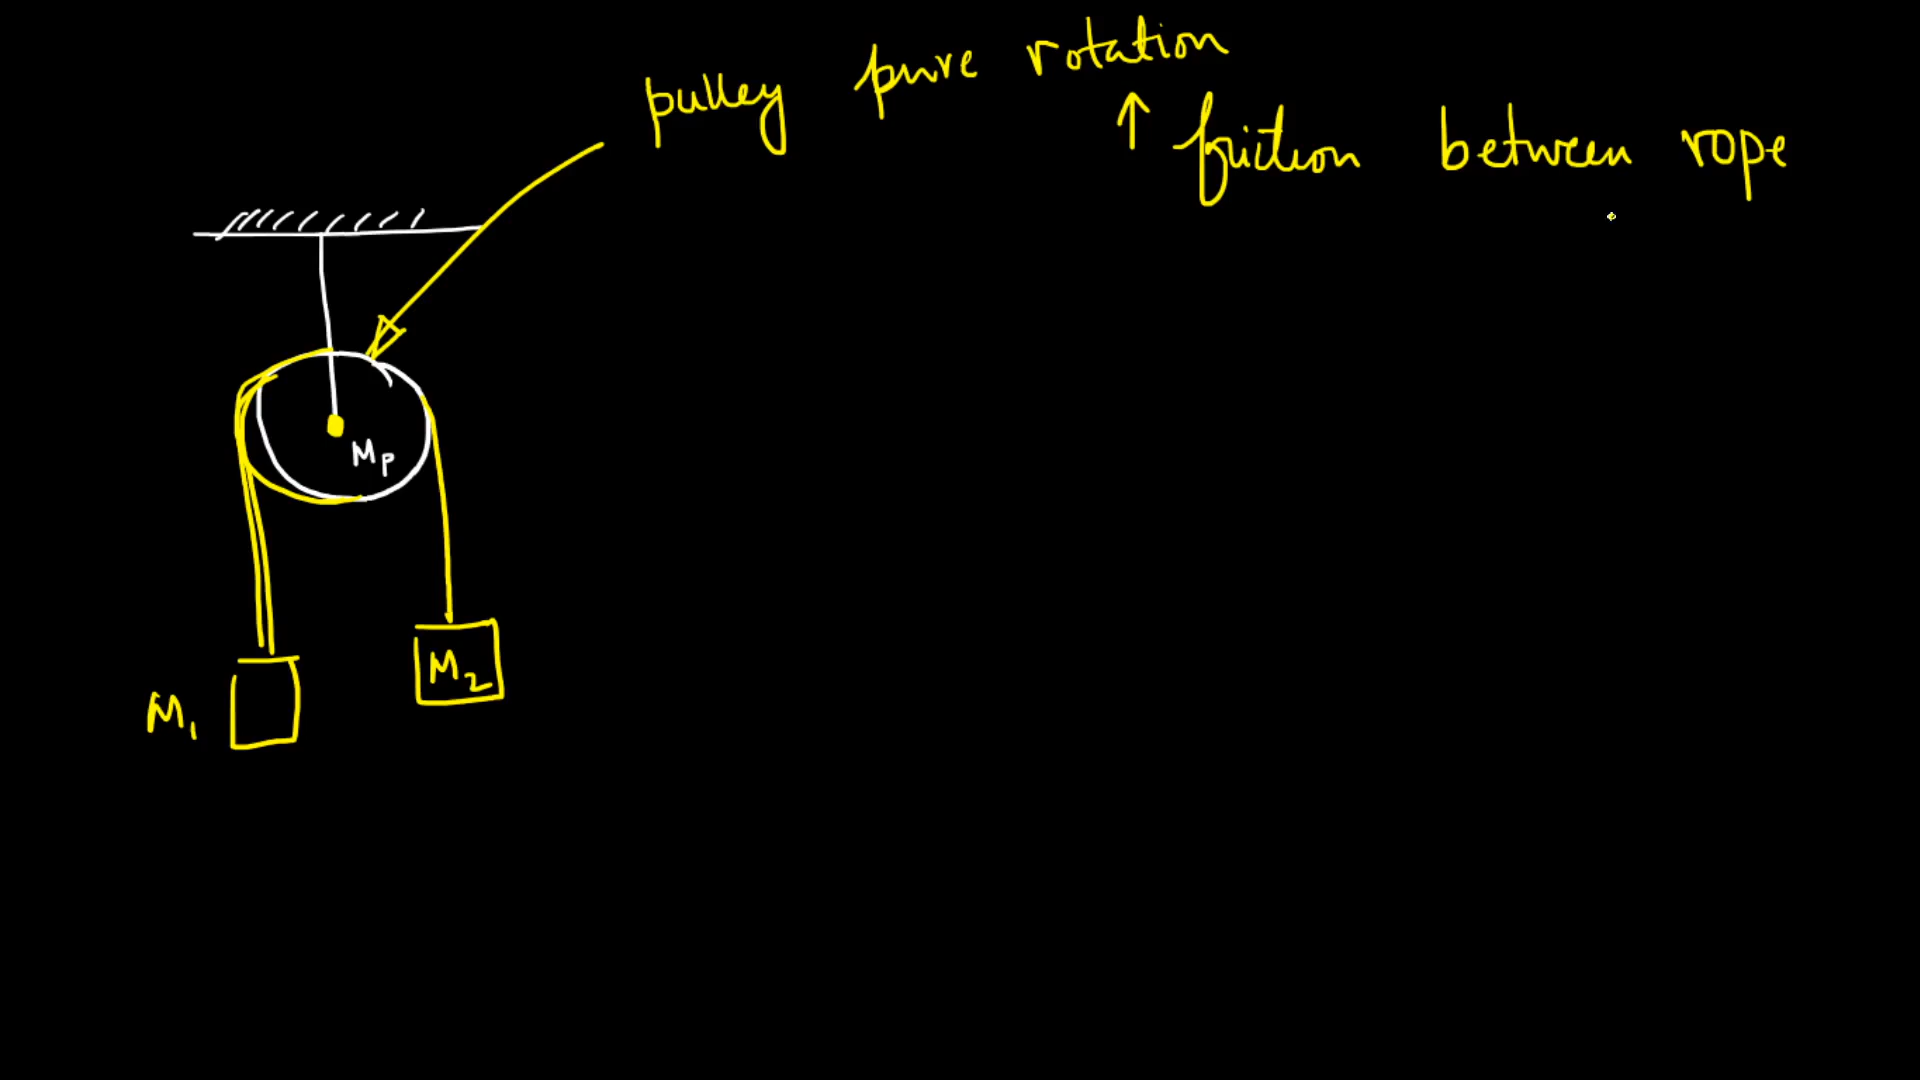 pulley pure rotation
↑ friction between rope
Mp
M2
M1